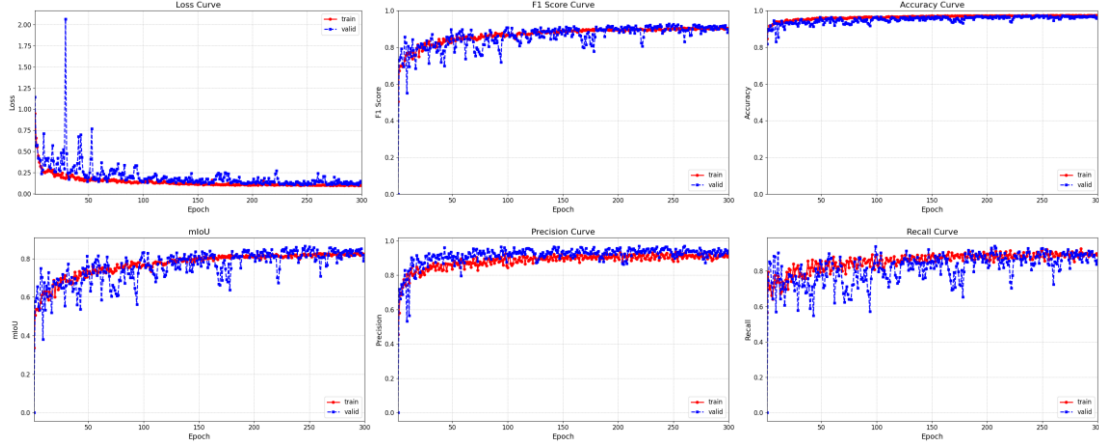 Loss Curve
2.00
1.75
1.50
1.25
1.00
0.75
0.50
0.25
0.00
Loss
50
100
150
200
250
300
Epoch
train
valid
F1 Score Curve
1.0
0.8
0.6
0.4
0.2
0.0
F1 Score
50
100
150
200
250
300
Epoch
train
valid
Accuracy Curve
1.0
0.8
0.6
0.4
0.2
0.0
Accuracy
50
100
150
200
250
300
Epoch
train
valid
mIoU
0.8
0.6
0.4
0.2
0.0
mIoU
50
100
150
200
250
300
Epoch
train
valid
Precision Curve
1.0
0.8
0.6
0.4
0.2
0.0
Precision
50
100
150
200
250
300
Epoch
train
valid
Recall Curve
1.0
0.8
0.6
0.4
0.2
0.0
Recall
50
100
150
200
250
300
Epoch
train
valid